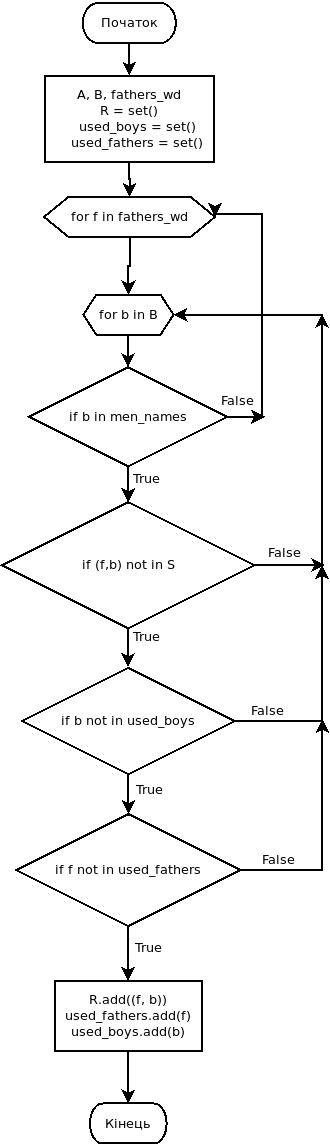 Початок
A, B, fathers_wd
R = set()
used_boys = set()
used_fathers = set()
for f in fathers_wd
for b in B
if b in men_names
False
True
if (f,b) not in S
False
True
if b not in used_boys
False
True
if f not in used_fathers
False
True
R.add((f, b))
used_fathers.add(f)
used_boys.add(b)
Кінець